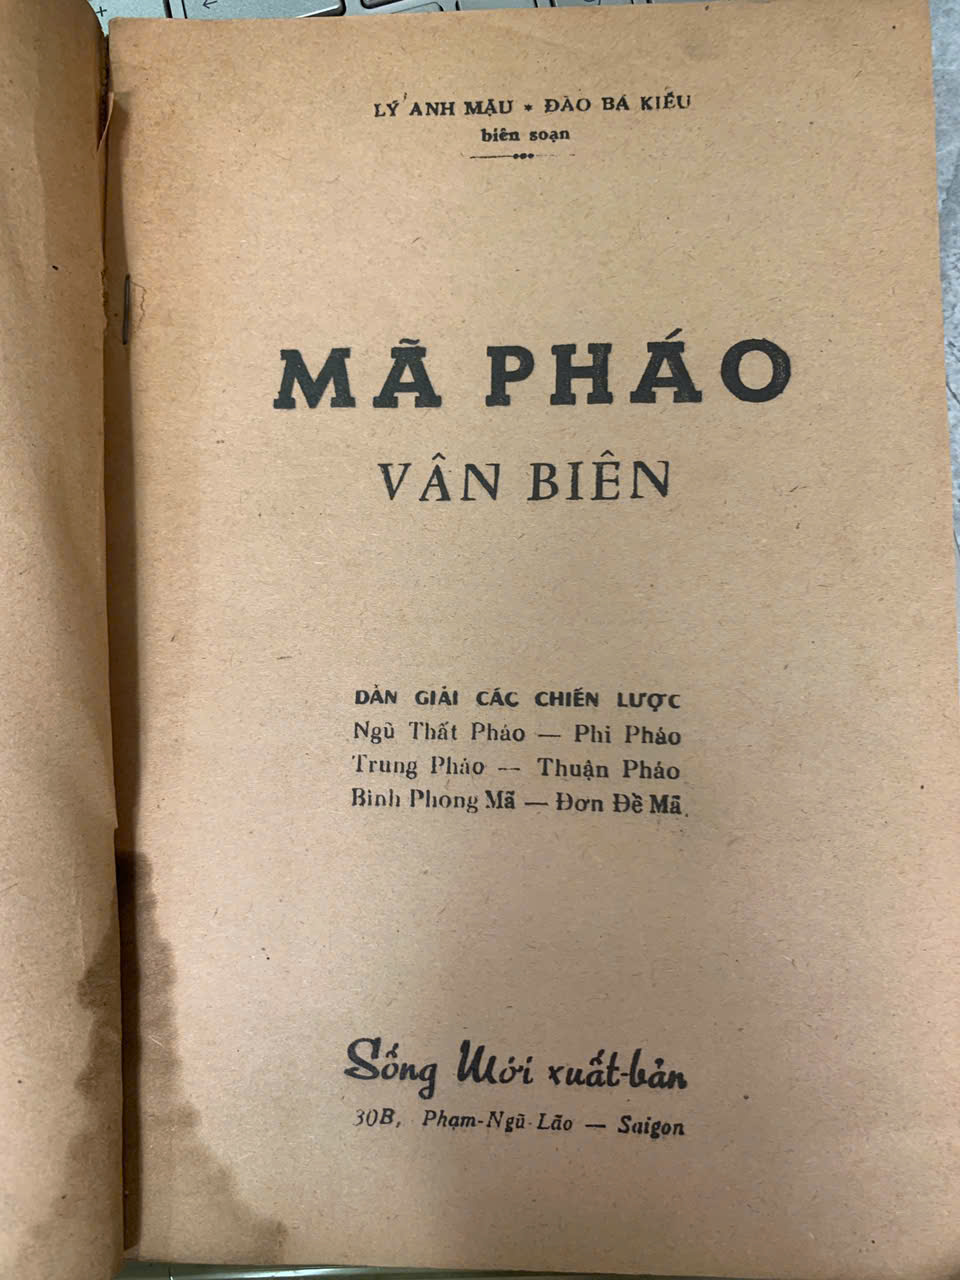 LÝ ANH MẬU * ĐÀO BÁ KIỀU
biên soạn
MÃ PHÁO
VÂN BIÊN
DẪN GIẢI CÁC CHIẾN LƯỢC
Ngũ Thất Pháo — Phi Pháo
Trung Pháo — Thuận Pháo
Bình Phong Mã — Đơn Đề Mã.
Sống Mới xuất-bản
30B, Phạm-Ngũ-Lão — Saigon